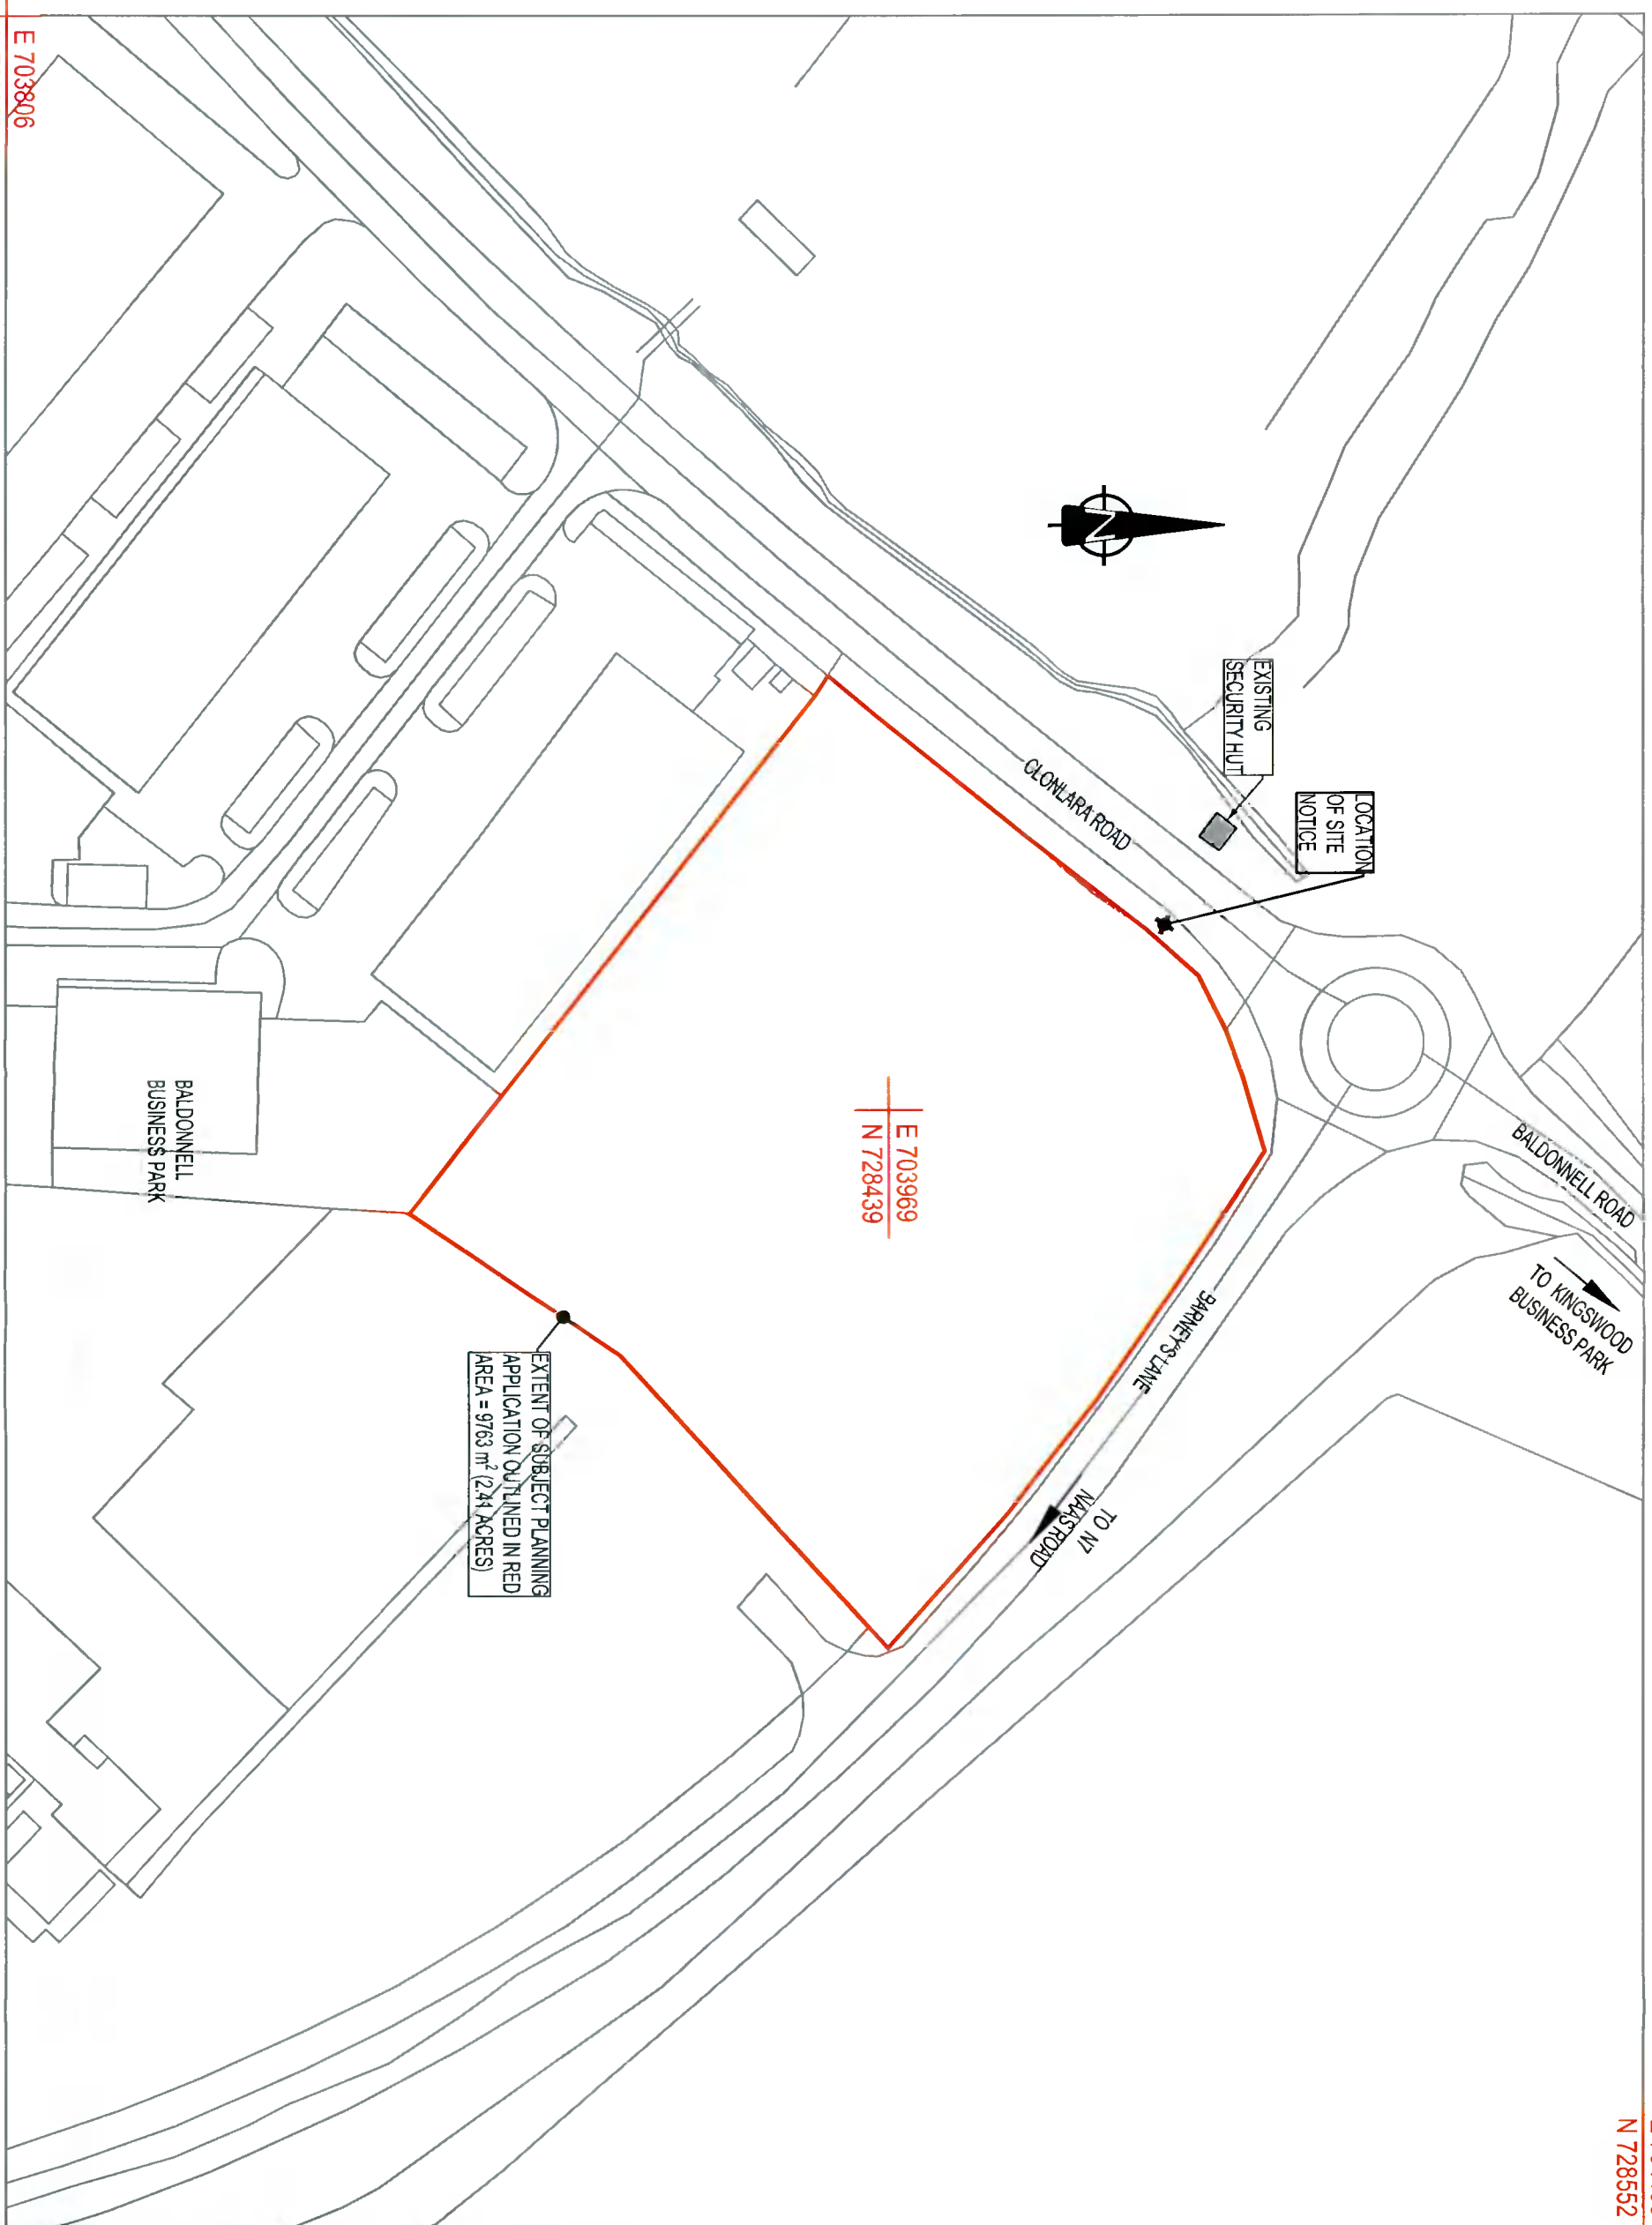 BALDONNELL ROAD
TO KINGSWOOD
BUSINESS PARK
N 728552
LOCATION
OF SITE
NOTICE
EXISTING
SECURITY HUT
CLONLARA ROAD
BARNEY'S LANE
TO N7
NAAS ROAD
N
E 703969
N 728439
EXTENT OF SUBJECT PLANNING
APPLICATION OUTLINED IN RED
AREA = 9763 m² (2.41 ACRES)
BALDONNELL
BUSINESS PARK
E 703806